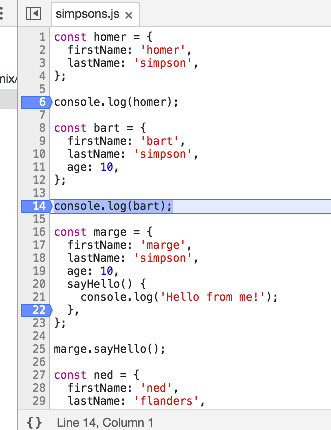 simpsons.js ×
nix/
1 const homer = {
2   firstName: 'homer',
3   lastName: 'simpson',
4 };
5
6 console.log(homer);
7
8 const bart = {
9   firstName: 'bart',
10   lastName: 'simpson',
11   age: 10,
12 };
13
14 console.log(bart);
15
16 const marge = {
17   firstName: 'marge',
18   lastName: 'simpson',
19   age: 10,
20   sayHello() {
21     console.log('Hello from me!');
22   },
23 };
24
25 marge.sayHello();
26
27 const ned = {
28   firstName: 'ned',
29   lastName: 'flanders',
{} Line 14, Column 1